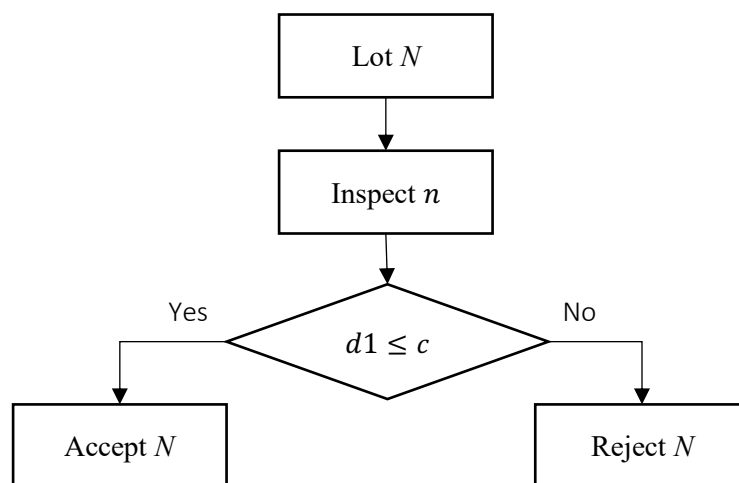 Lot N
Inspect n
Yes
No
d1 ≤ c
Accept N
Reject N